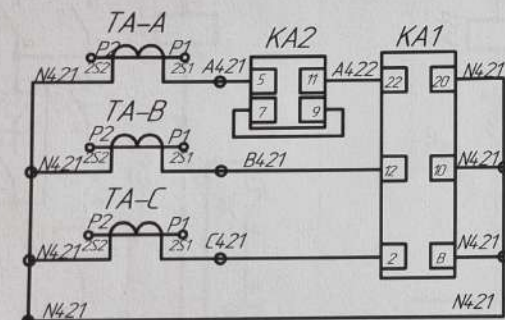 TA-A
P2 P1
2S2 2S1
N421
A421
KA2
5 11
7 9
A422
KA1
22 20
N421
TA-B
P2 P1
2S2 2S1
N421
B421
12 10
N421
TA-C
P2 P1
2S2 2S1
N421
C421
2 8
N421
N421
N421